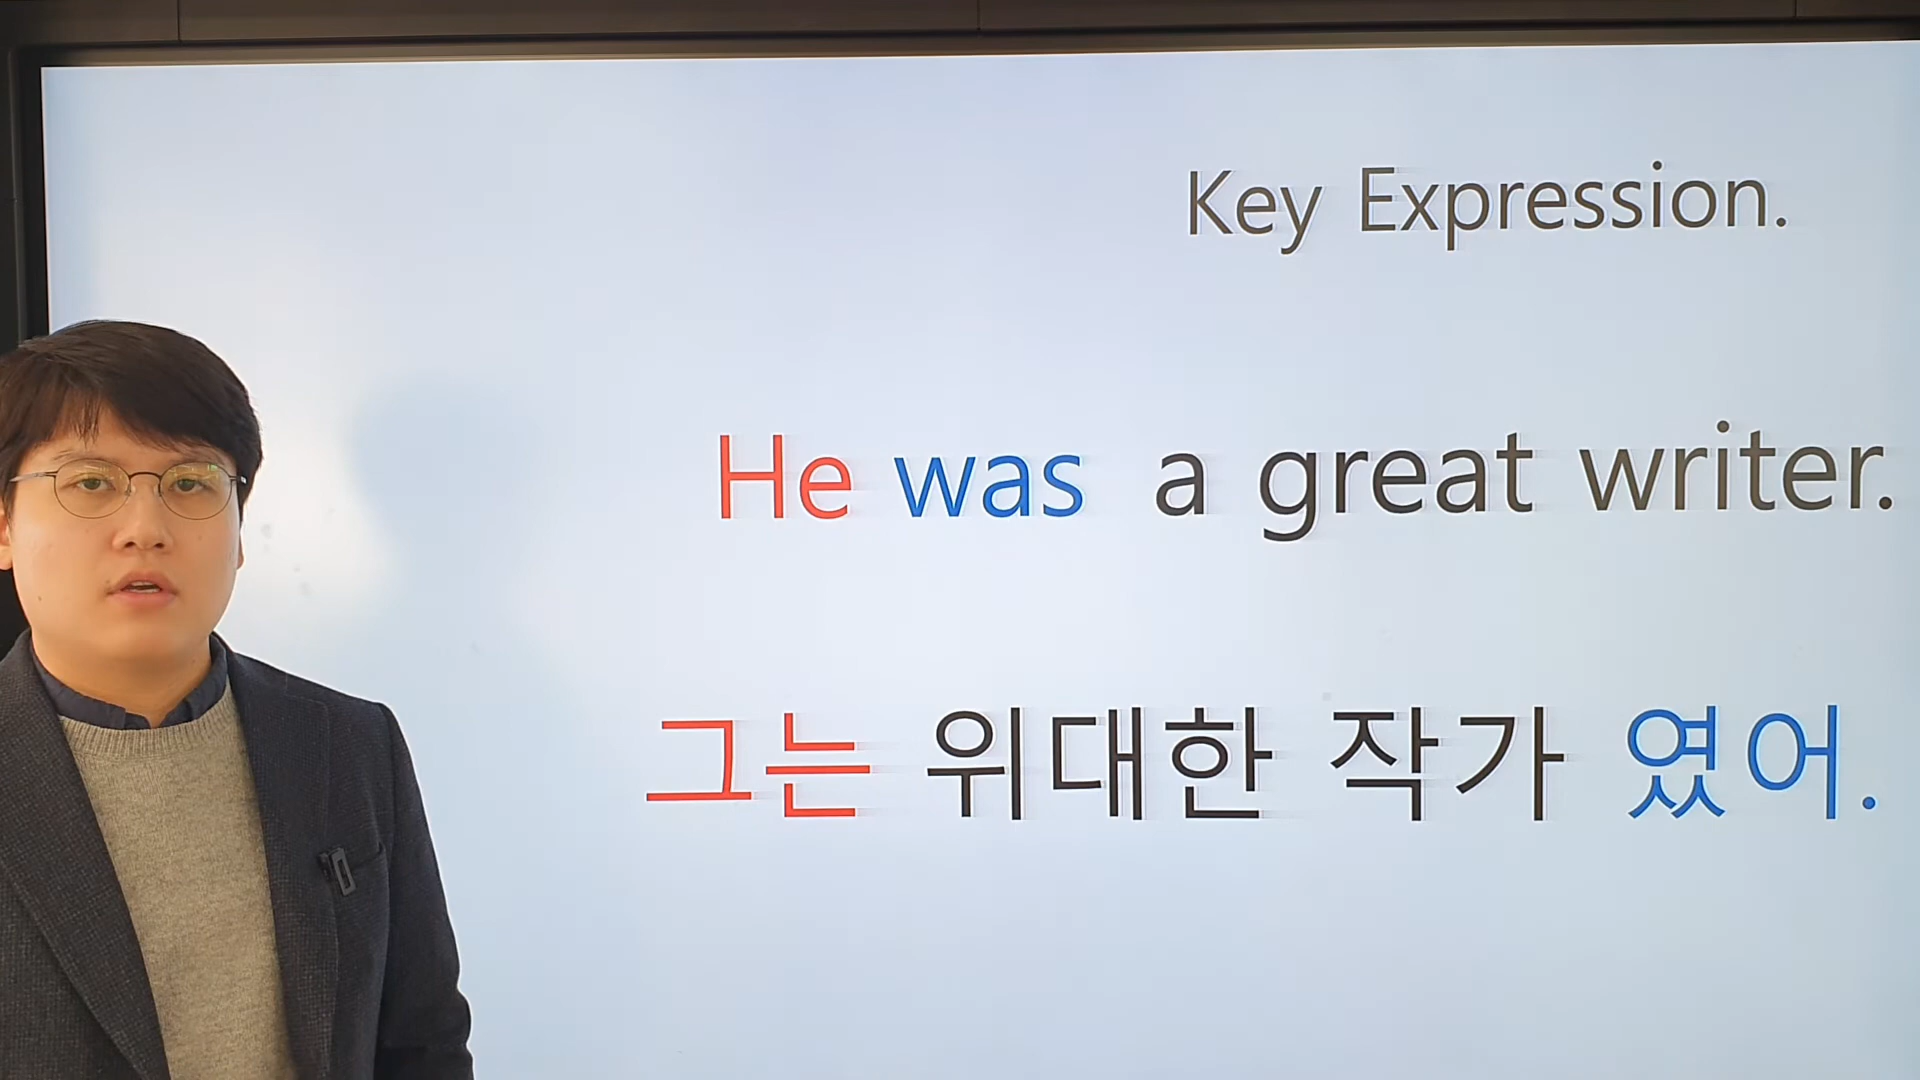 Key Expression.
He was a great writer.
그는 위대한 작가 였어.